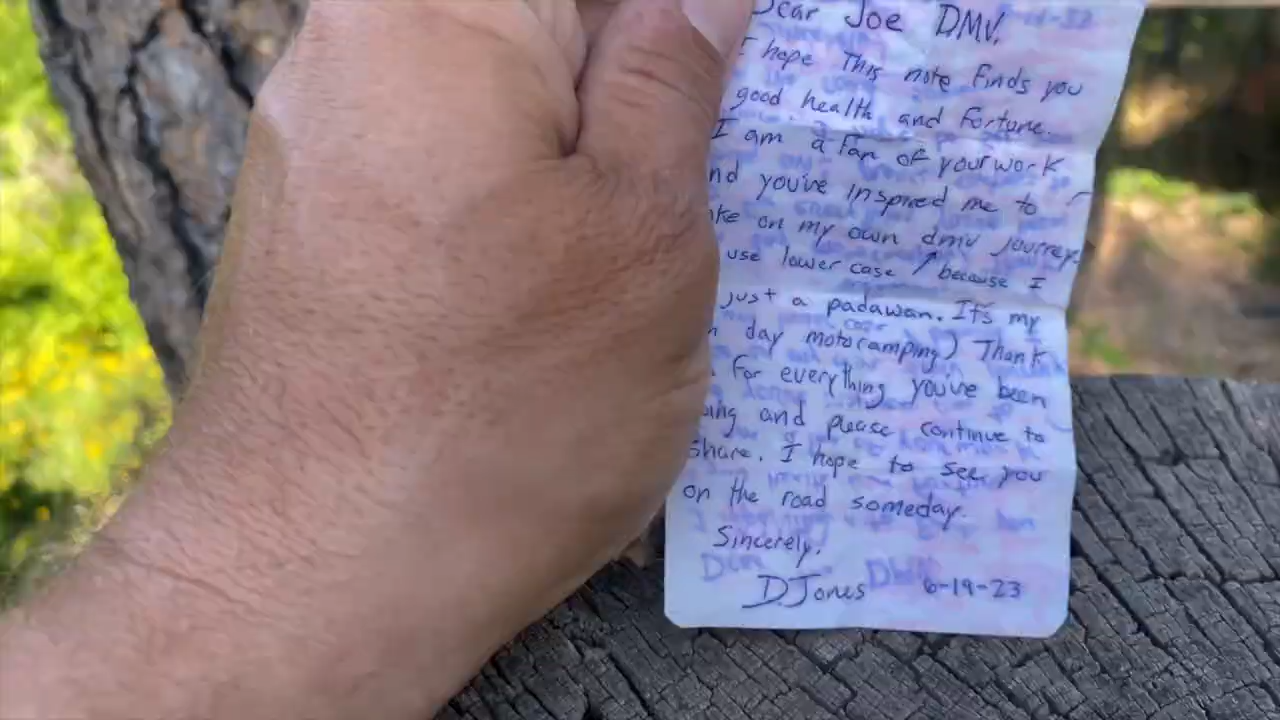 Dear Joe DMV!
I hope This note finds you
good health and fortune.
I am a fan of your work
nd you've inspired me to
ke on my own dmv journey.
use lower case ↑ because I
just a padawan. It's my
n day motocamping) Thank
for everything you've been
ing and please continue to
share. I hope to see you
on the road someday.
Sincerely,
D. Jones 6-19-23